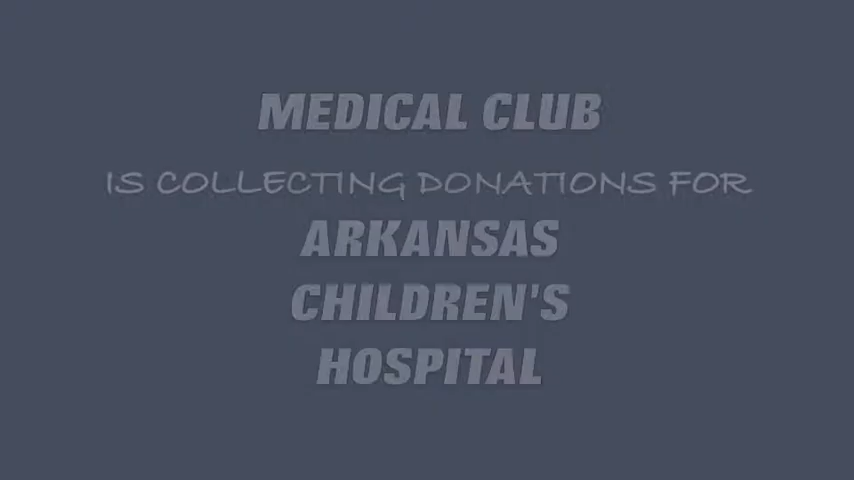 MEDICAL CLUB
IS COLLECTING DONATIONS FOR
ARKANSAS
CHILDREN'S
HOSPITAL